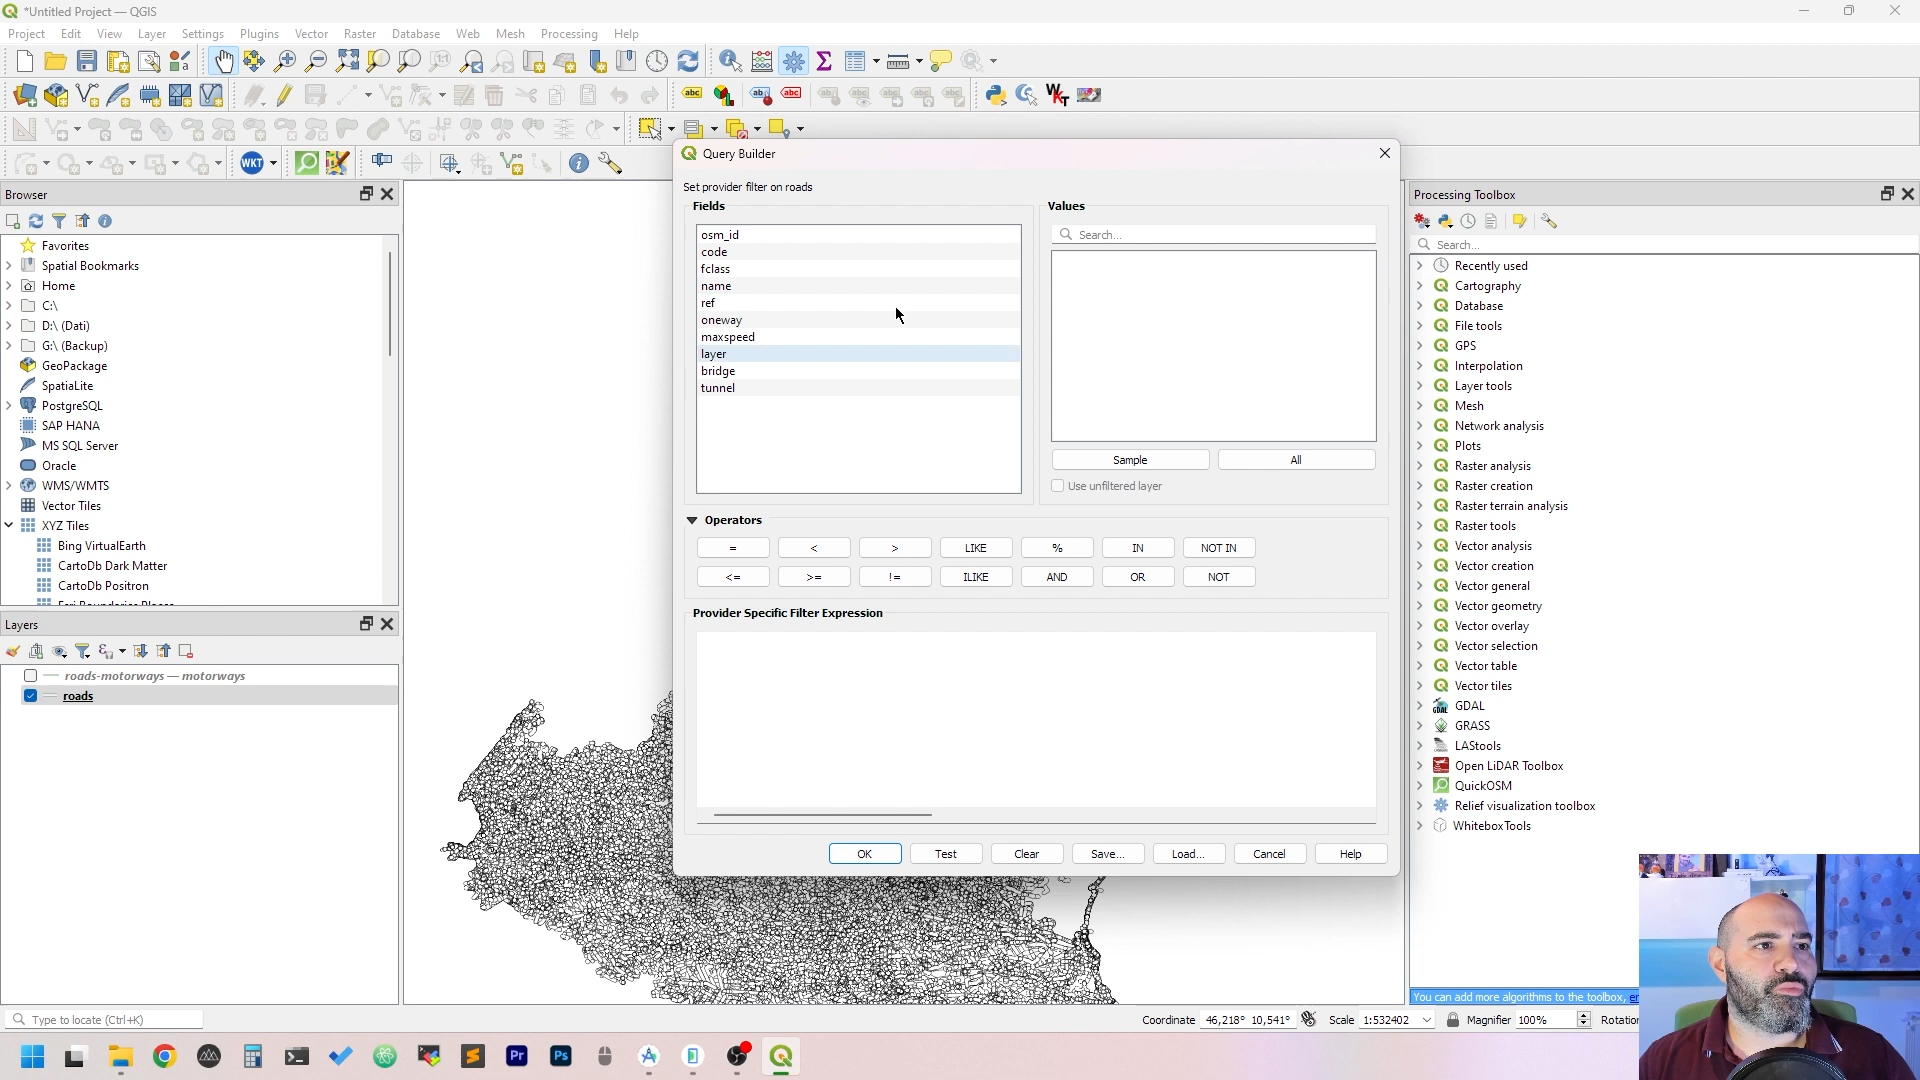 *Untitled Project — QGIS
Project Edit View Layer Settings Plugins Vector Raster Database Web Mesh Processing Help
Browser
Favorites
Spatial Bookmarks
Home
C:\
D:\ (Dati)
G:\ (Backup)
GeoPackage
SpatiaLite
PostgreSQL
SAP HANA
MS SQL Server
Oracle
WMS/WMTS
Vector Tiles
XYZ Tiles
Bing VirtualEarth
CartoDb Dark Matter
CartoDb Positron
Layers
roads-motorways — motorways
roads
Query Builder
Set provider filter on roads
Fields
osm_id
code
fclass
name
ref
oneway
maxspeed
layer
bridge
tunnel
Values
Search...
Sample All
Use unfiltered layer
Operators
= < > LIKE % IN NOT IN
<= >= != ILIKE AND OR NOT
Provider Specific Filter Expression
OK Test Clear Save... Load... Cancel Help
Processing Toolbox
Search...
Recently used
Cartography
Database
File tools
GPS
Interpolation
Layer tools
Mesh
Network analysis
Plots
Raster analysis
Raster creation
Raster terrain analysis
Raster tools
Vector analysis
Vector creation
Vector general
Vector geometry
Vector overlay
Vector selection
Vector table
Vector tiles
GDAL
GRASS
LAStools
Open LiDAR Toolbox
QuickOSM
Relief visualization toolbox
WhiteboxTools
You can add more algorithms to the toolbox, en
Type to locate (Ctrl+K)
Coordinate 46,218° 10,541° Scale 1:532402 Magnifier 100% Rotation